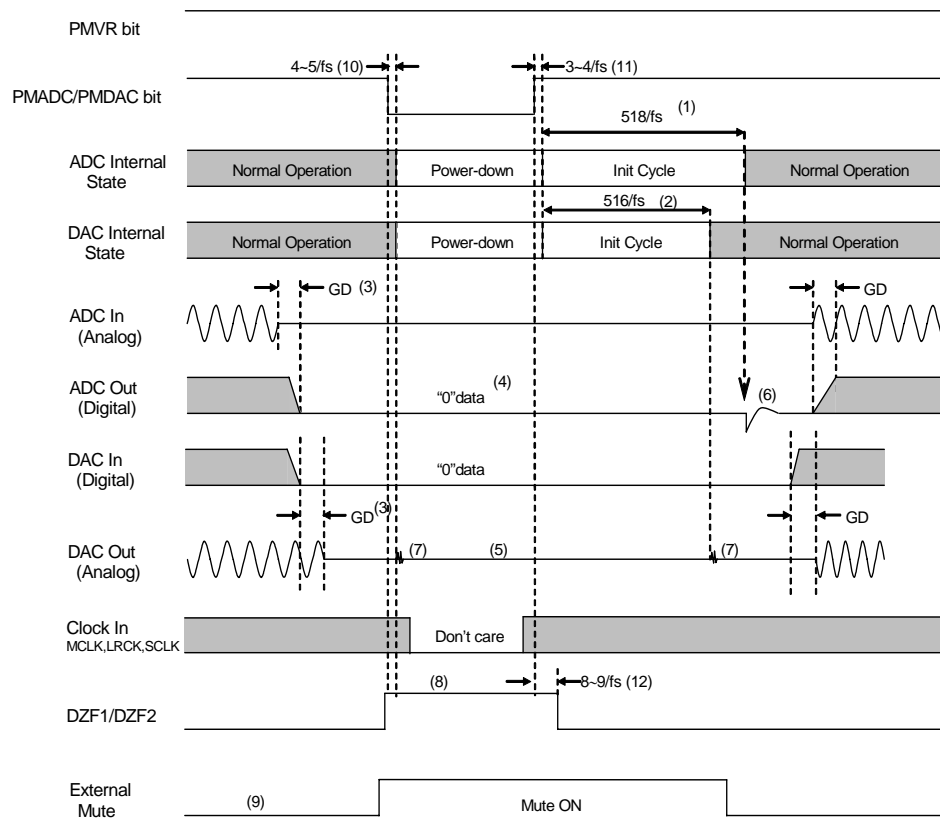 PMVR bit
4~5/fs (10)
3~4/fs (11)
PMADC/PMDAC bit
518/fs (1)
ADC Internal
State
Normal Operation
Power-down
Init Cycle
Normal Operation
516/fs (2)
DAC Internal
State
Normal Operation
Power-down
Init Cycle
Normal Operation
GD (3)
GD
ADC In
(Analog)
ADC Out
(Digital)
"0"data (4)
(6)
DAC In
(Digital)
"0"data
GD (3)
GD
DAC Out
(Analog)
(7)
(5)
(7)
Clock In
MCLK,LRCK,SCLK
Don't care
8~9/fs (12)
(8)
DZF1/DZF2
External
Mute
(9)
Mute ON